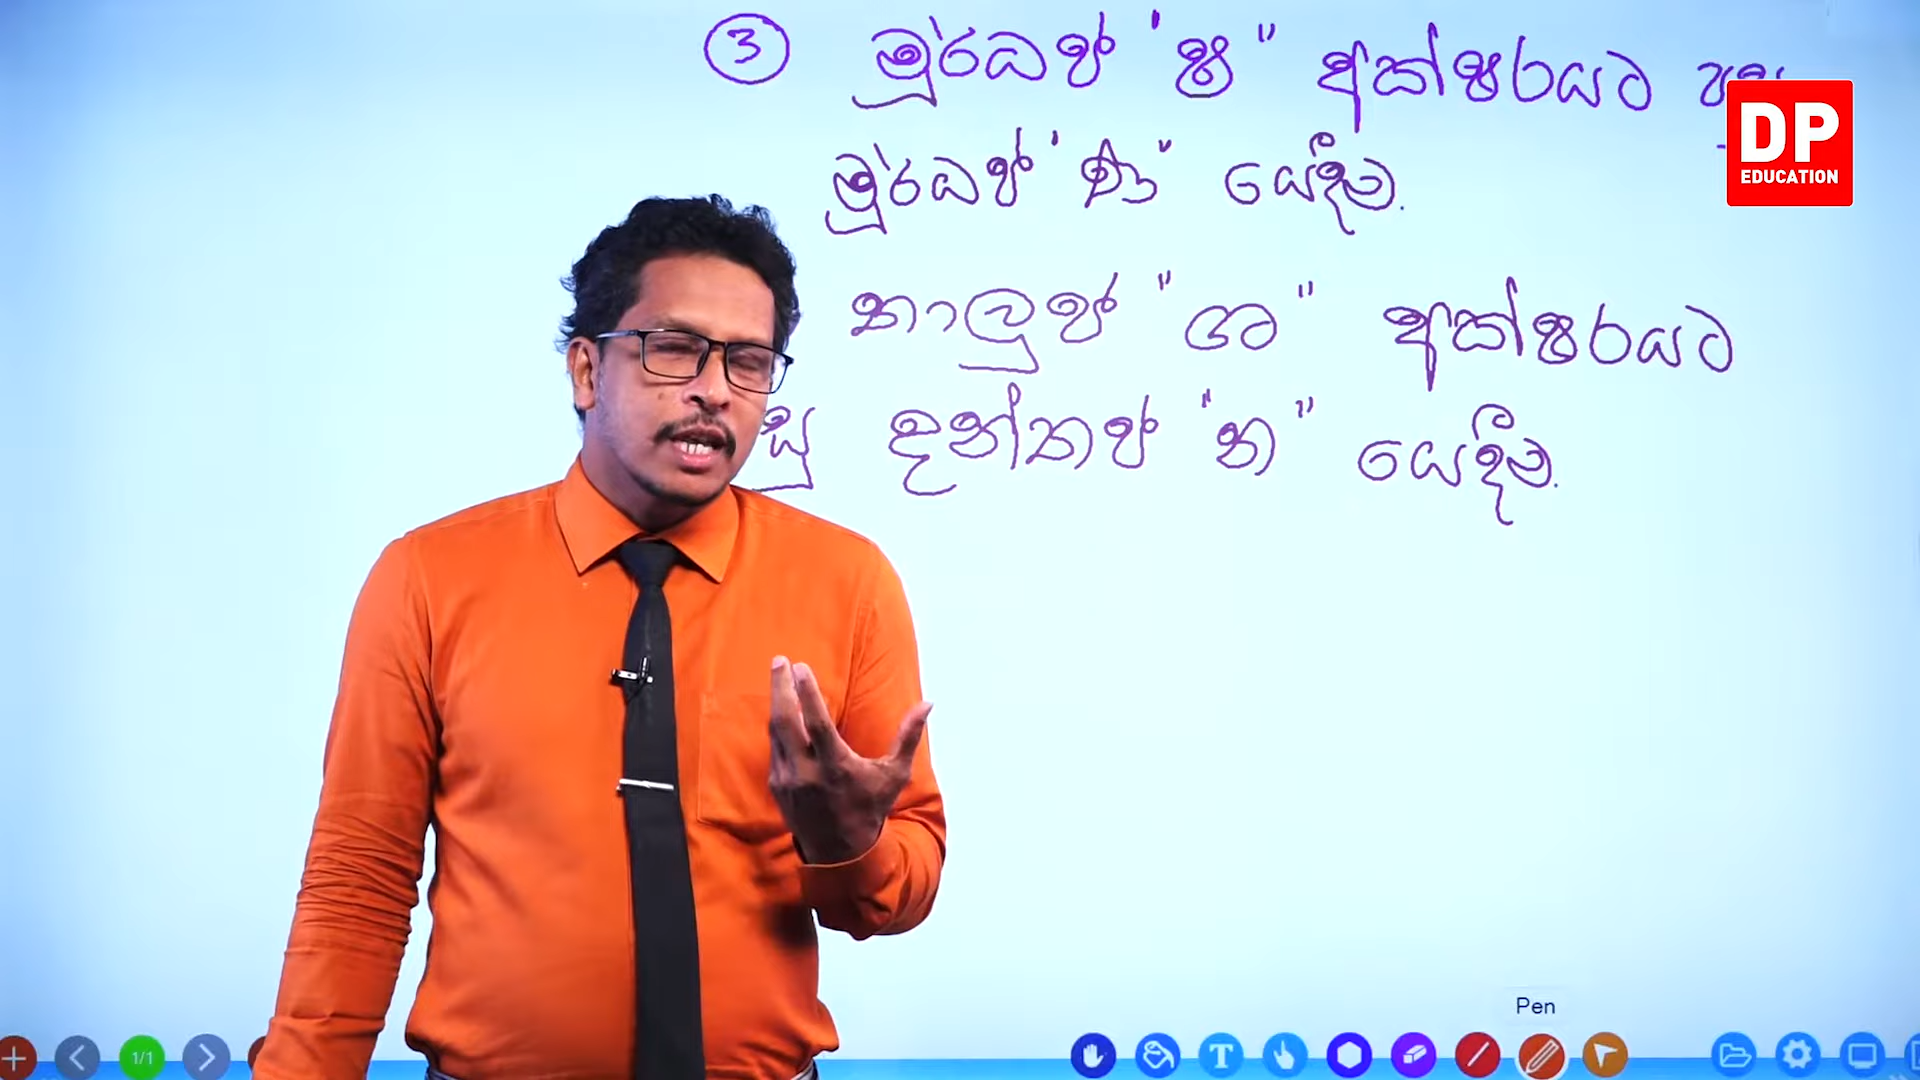 ③ මූර්ධජ 'ෂ" අක්ෂරයට
මූර්ධජ 'ණ" යෙදීම.
තාලුජ "ශ" අක්ෂරයට
දන්තජ "න" යෙදීම.
DP
EDUCATION
Pen
1/1
T